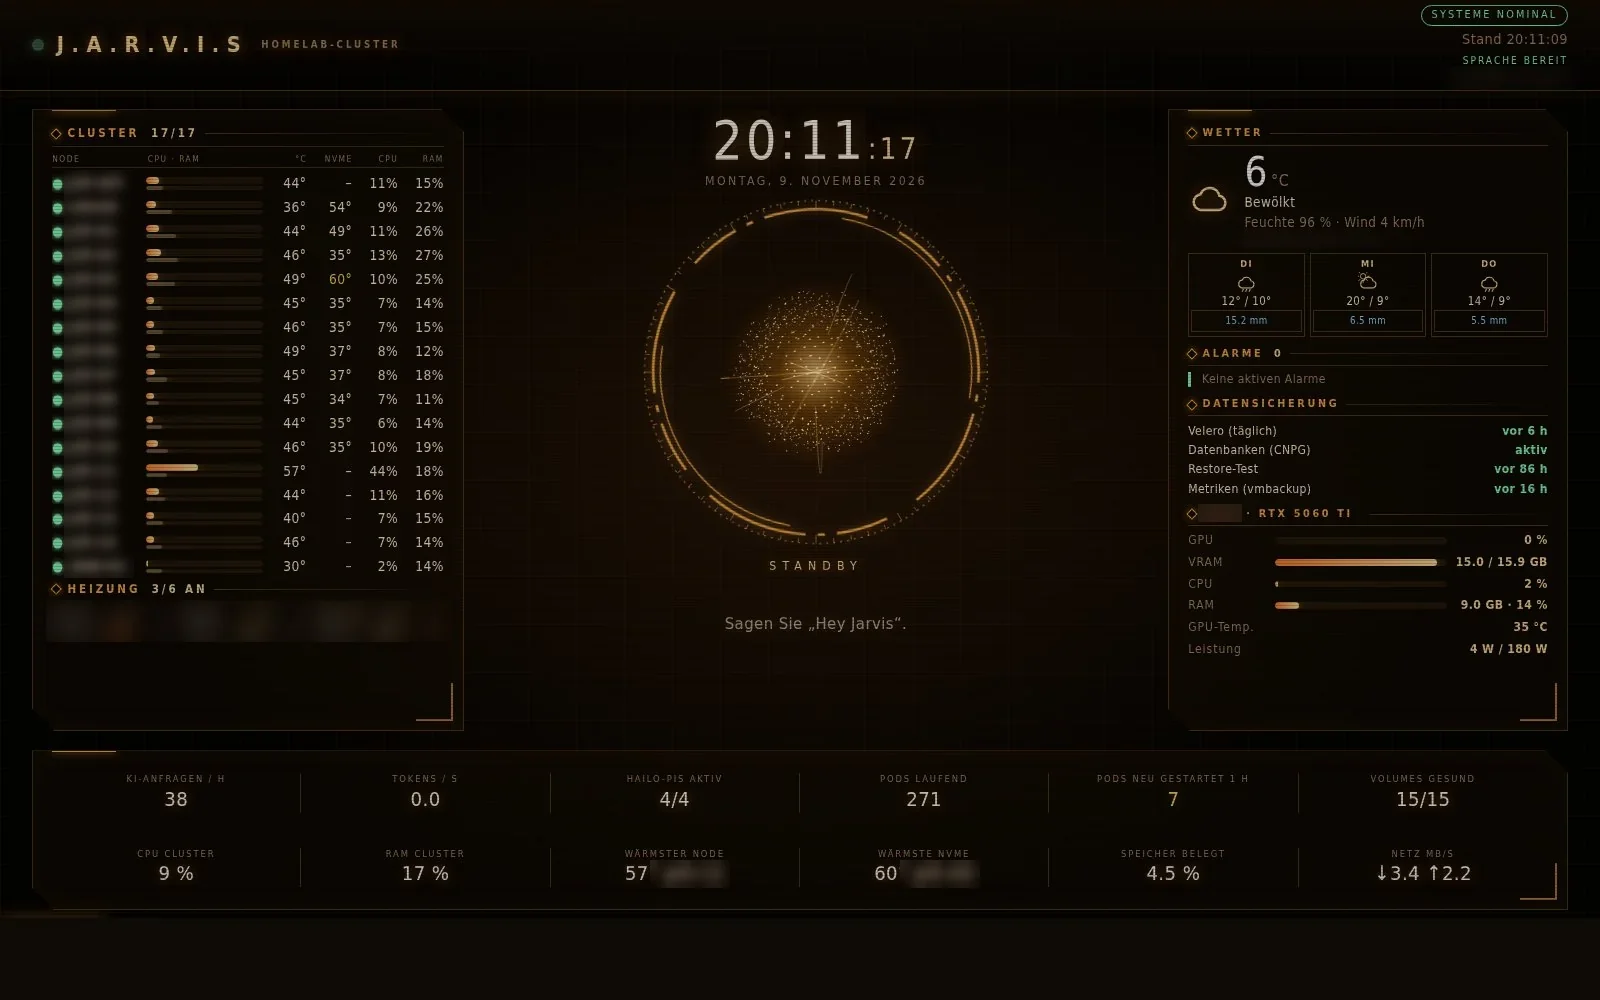 J.A.R.V.I.S HOMELAB-CLUSTER
SYSTEME NOMINAL
Stand 20:11:09
SPRACHE BEREIT
CLUSTER 17/17
NODE CPU · RAM °C NVME CPU RAM
44° – 11% 15%
36° 54° 9% 22%
44° 49° 11% 26%
46° 35° 13% 27%
49° 60° 10% 25%
45° 35° 7% 14%
46° 35° 7% 15%
49° 37° 8% 12%
45° 37° 8% 18%
45° 34° 7% 11%
44° 35° 6% 14%
46° 35° 10% 19%
57° – 44% 18%
44° – 11% 16%
40° – 7% 15%
46° – 7% 14%
30° – 2% 14%
HEIZUNG 3/6 AN
20:11:17
MONTAG, 9. NOVEMBER 2026
STANDBY
Sagen Sie „Hey Jarvis“.
WETTER
6 °C
Bewölkt
Feuchte 96 % · Wind 4 km/h
DI MI DO
12° / 10° 20° / 9° 14° / 9°
15.2 mm 6.5 mm 5.5 mm
ALARME 0
Keine aktiven Alarme
DATENSICHERUNG
Velero (täglich) vor 6 h
Datenbanken (CNPG) aktiv
Restore-Test vor 86 h
Metriken (vmbackup) vor 16 h
· RTX 5060 TI
GPU 0 %
VRAM 15.0 / 15.9 GB
CPU 2 %
RAM 9.0 GB · 14 %
GPU-Temp. 35 °C
Leistung 4 W / 180 W
KI-ANFRAGEN / H TOKENS / S HAILO-PIS AKTIV PODS LAUFEND PODS NEU GESTARTET 1 H VOLUMES GESUND
38 0.0 4/4 271 7 15/15
CPU CLUSTER RAM CLUSTER WÄRMSTER NODE WÄRMSTE NVME SPEICHER BELEGT NETZ MB/S
9 % 17 % 57 60 4.5 % ↓3.4 ↑2.2